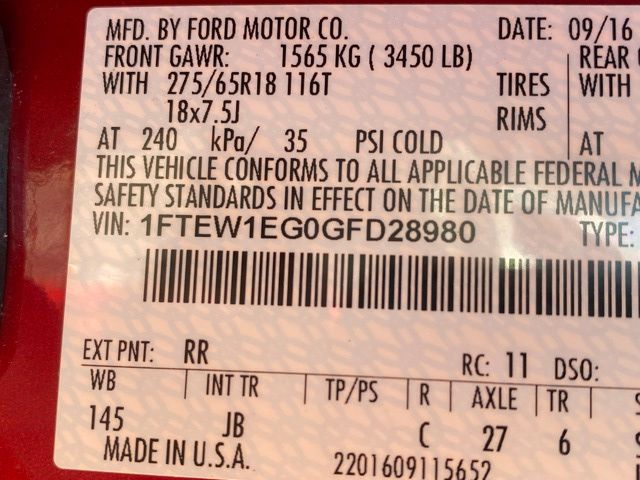 MFD. BY FORD MOTOR CO. DATE: 09/16
FRONT GAWR: 1565 KG ( 3450 LB) REAR
WITH 275/65R18 116T TIRES WITH
18x7.5J RIMS
AT 240 kPa/ 35 PSI COLD AT
THIS VEHICLE CONFORMS TO ALL APPLICABLE FEDERAL M
SAFETY STANDARDS IN EFFECT ON THE DATE OF MANUFA
VIN: 1FTEW1EG0GFD28980 TYPE:
EXT PNT: RR RC: 11 DSO:
WB INT TR TP/PS R AXLE TR
145 JB C 27 6
MADE IN U.S.A. 2201609115652